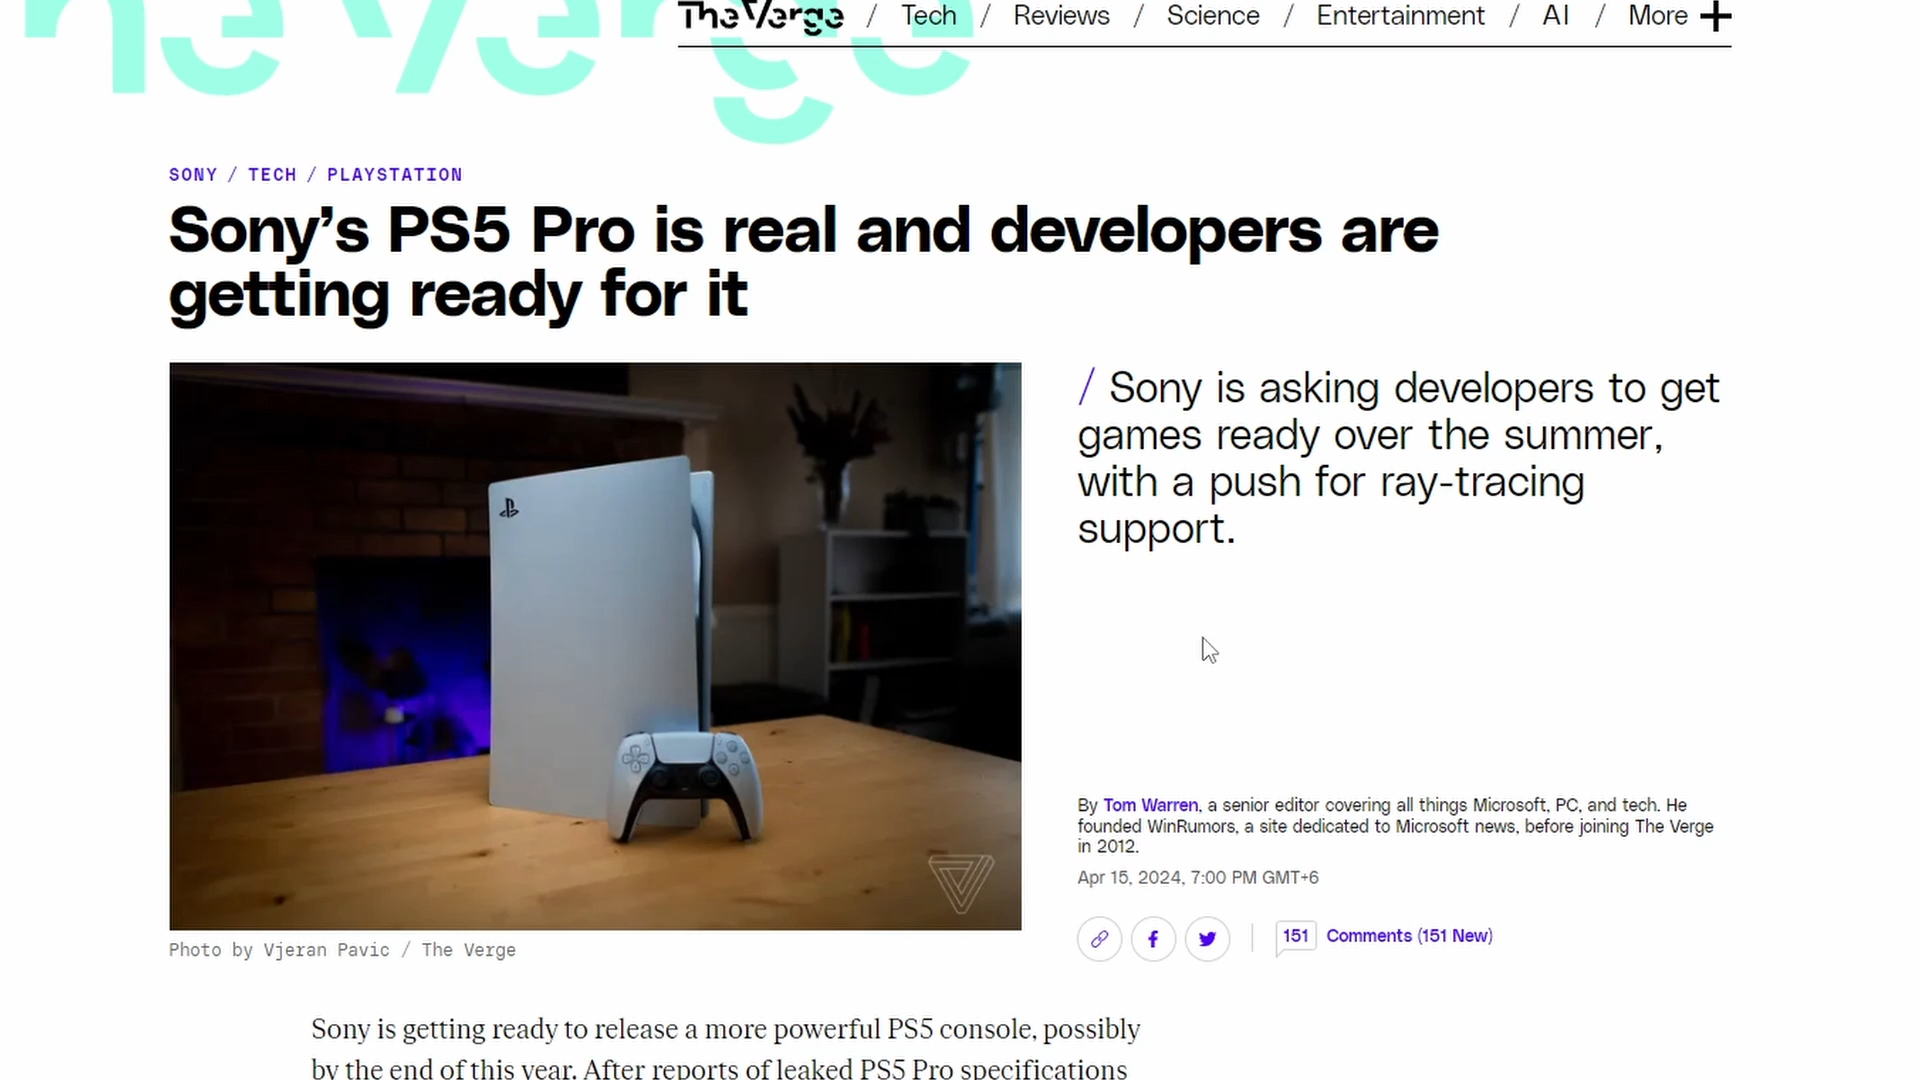 The Verge
The Verge / Tech / Reviews / Science / Entertainment / AI / More +
SONY / TECH / PLAYSTATION
Sony’s PS5 Pro is real and developers are
getting ready for it
/ Sony is asking developers to get
games ready over the summer,
with a push for ray-tracing
support.
By Tom Warren, a senior editor covering all things Microsoft, PC, and tech. He
founded WinRumors, a site dedicated to Microsoft news, before joining The Verge
in 2012.
Apr 15, 2024, 7:00 PM GMT+6
151 Comments (151 New)
Photo by Vjeran Pavic / The Verge
Sony is getting ready to release a more powerful PS5 console, possibly
by the end of this year. After reports of leaked PS5 Pro specifications